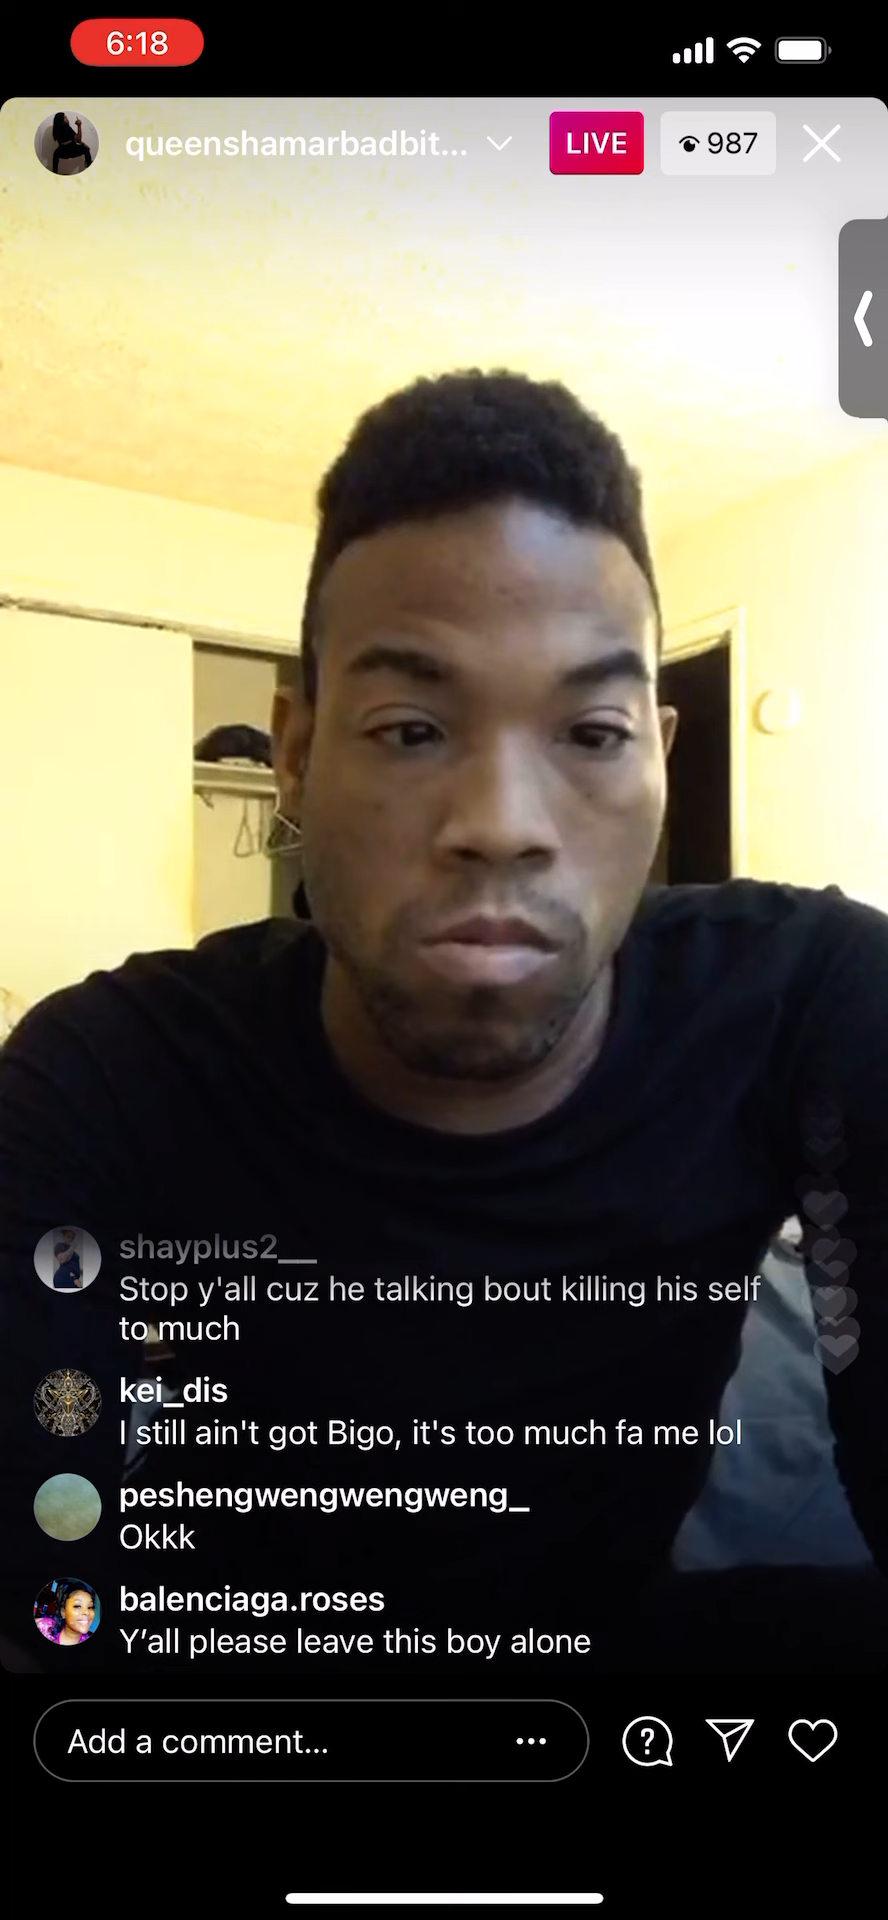 6:18
queenshamarbadbit...
LIVE
987
shayplus2__
Stop y'all cuz he talking bout killing his self
to much
kei_dis
I still ain't got Bigo, it's too much fa me lol
peshengwengwengweng_
Okkk
balenciaga.roses
Y’all please leave this boy alone
Add a comment...